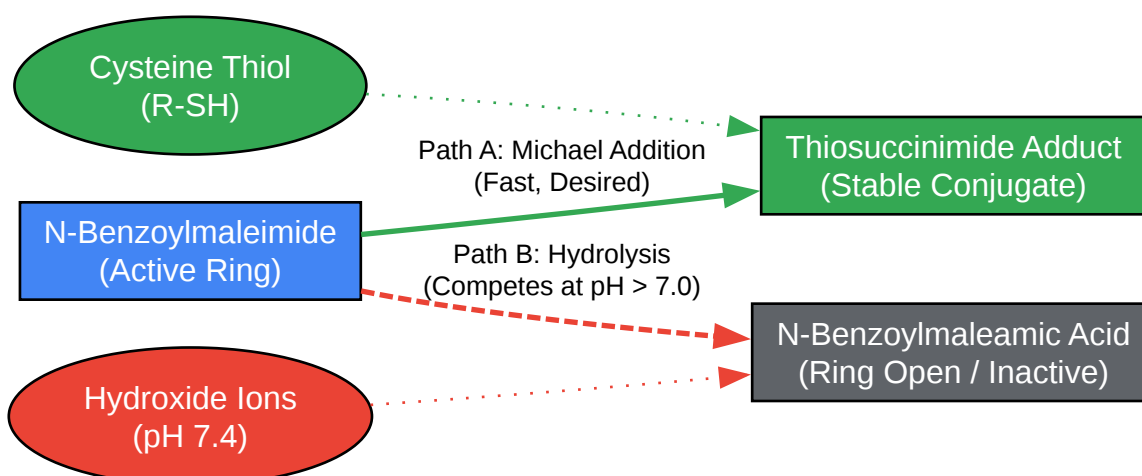 Cysteine Thiol
(R-SH)
Path A: Michael Addition
(Fast, Desired)
Thiosuccinimide Adduct
(Stable Conjugate)
N-Benzoylmaleimide
(Active Ring)
Path B: Hydrolysis
(Competes at pH > 7.0)
N-Benzoylmaleamic Acid
(Ring Open / Inactive)
Hydroxide Ions
(pH 7.4)